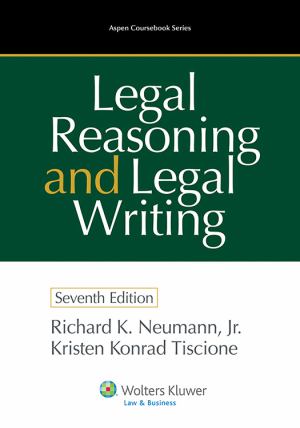 Aspen Coursebook Series
Legal
Reasoning
and Legal
Writing
Seventh Edition
Richard K. Neumann, Jr.
Kristen Konrad Tiscione
Wolters Kluwer
Law & Business